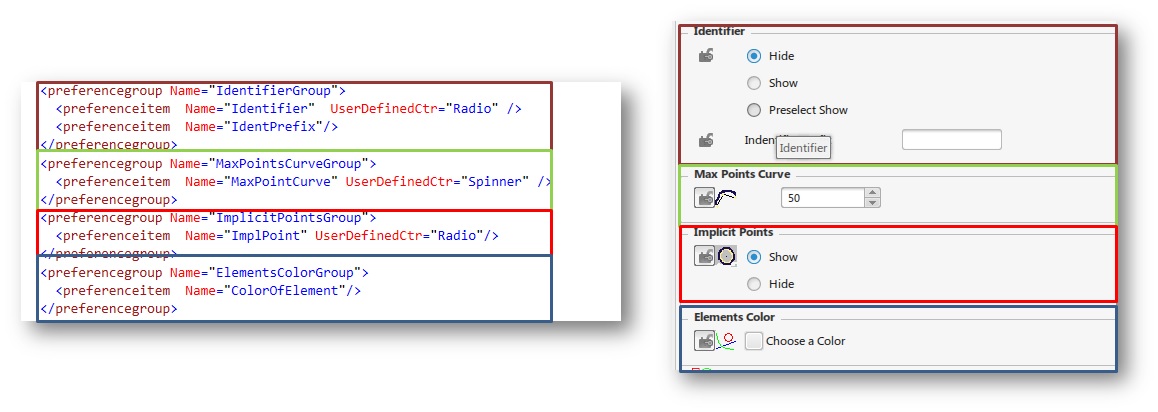 <preferencegroup Name="IdentifierGroup">
<preferenceitem Name="Identifier" UserDefinedCtr="Radio" />
<preferenceitem Name="IdentPrefix"/>
</preferencegroup>
<preferencegroup Name="MaxPointsCurveGroup">
<preferenceitem Name="MaxPointCurve" UserDefinedCtr="Spinner" />
</preferencegroup>
<preferencegroup Name="ImplicitPointsGroup">
<preferenceitem Name="ImplPoint" UserDefinedCtr="Radio"/>
</preferencegroup>
<preferencegroup Name="ElementsColorGroup">
<preferenceitem Name="ColorOfElement"/>
</preferencegroup>
Identifier
Hide
Show
Preselect Show
Identifier
Max Points Curve
50
Implicit Points
Show
Hide
Elements Color
Choose a Color